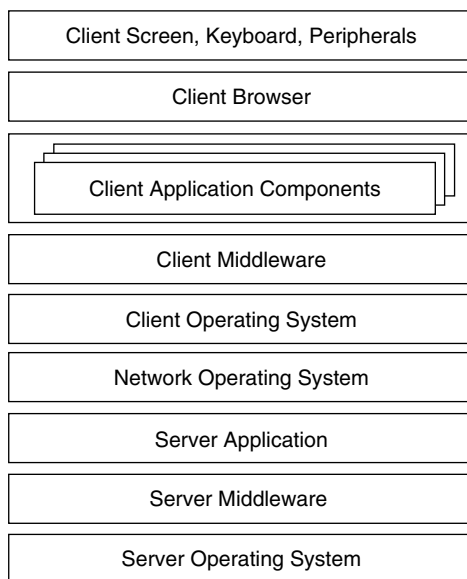 Client Screen, Keyboard, Peripherals
Client Browser
Client Application Components
Client Middleware
Client Operating System
Network Operating System
Server Application
Server Middleware
Server Operating System